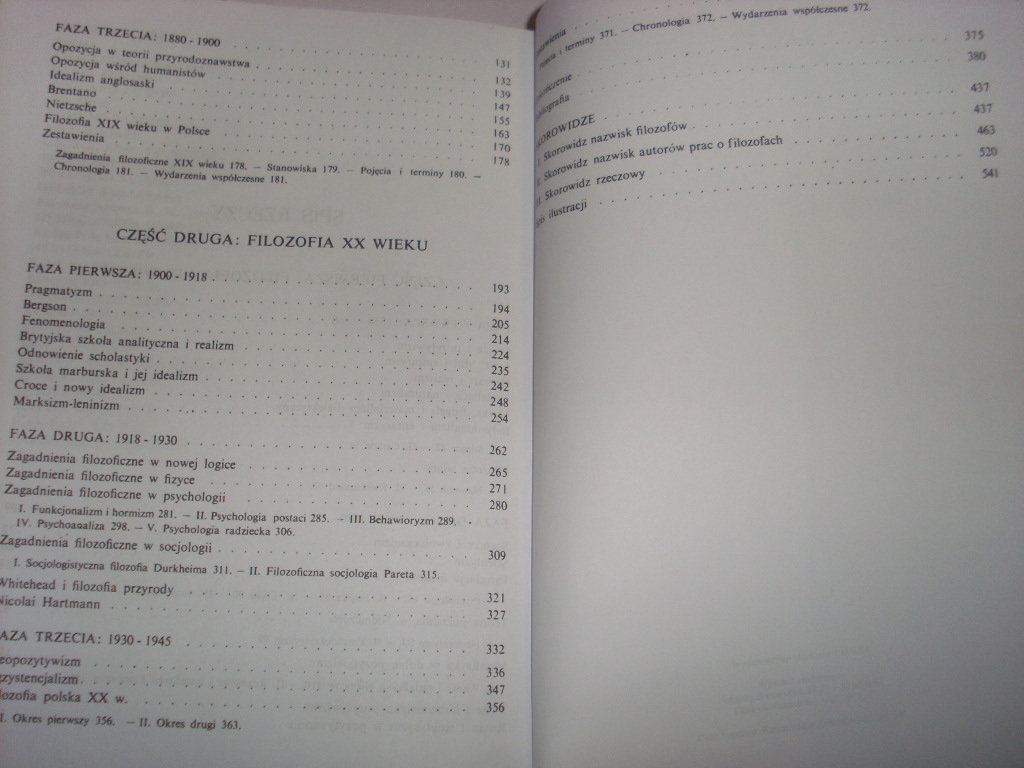 FAZA TRZECIA: 1880 - 1900 . . . 131
Opozycja w teorii przyrodoznawstwa . . . 132
Opozycja wśród humanistów . . . 139
Idealizm anglosaski . . . 147
Brentano . . . 155
Nietzsche . . . 163
Filozofia XIX wieku w Polsce . . . 170
Zestawienia . . . 178
Zagadnienia filozoficzne XIX wieku 178. — Stanowiska 179. — Pojęcia i terminy 180. —
Chronologia 181. — Wydarzenia współczesne 181.
CZĘŚĆ DRUGA: FILOZOFIA XX WIEKU
FAZA PIERWSZA: 1900 - 1918 . . . 193
Pragmatyzm . . . 194
Bergson . . . 205
Fenomenologia . . . 214
Brytyjska szkoła analityczna i realizm . . . 224
Odnowienie scholastyki . . . 235
Szkoła marburska i jej idealizm . . . 242
Croce i nowy idealizm . . . 248
Marksizm-leninizm . . . 254
FAZA DRUGA: 1918 - 1930 . . . 262
Zagadnienia filozoficzne w nowej logice . . . 265
Zagadnienia filozoficzne w fizyce . . . 271
Zagadnienia filozoficzne w psychologii . . . 280
I. Funkcjonalizm i hormizm 281. — II. Psychologia postaci 285. — III. Behawioryzm 289. -
IV. Psychoanaliza 298. — V. Psychologia radziecka 306.
Zagadnienia filozoficzne w socjologii . . . 309
I. Socjologistyczna filozofia Durkheima 311. — II. Filozoficzna socjologia Pareta 315.
Whitehead i filozofia przyrody . . . 321
Nicolai Hartmann . . . 327
AZA TRZECIA: 1930 - 1945 . . . 332
eopozytywizm . . . 336
gzystencjalizm . . . 347
lozofia polska XX w. . . . 356
I. Okres pierwszy 356. — II. Okres drugi 363.
i terminy 371. — Chronologia 372. — Wydarzenia współczesne 372.
375
380
OROWIDZE . . . 437
I. Skorowidz nazwisk filozofów . . . 437
Skorowidz nazwisk autorów prac o filozofach . . . 463
Skorowidz rzeczowy . . . 520
ilustracji . . . 541